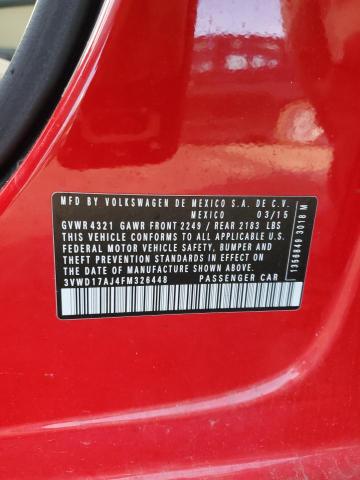 MFD BY VOLKSWAGEN DE MEXICO S.A. DE C.V.
MEXICO 03/15
GVWR 4321 GAWR FRONT 2249 / REAR 2183 LBS
THIS VEHICLE CONFORMS TO ALL APPLICABLE U.S.
FEDERAL MOTOR VEHICLE SAFETY, BUMPER AND
THEFT PREVENTION STANDARDS IN EFFECT ON THE
DATE OF MANUFACTURE SHOWN ABOVE
3VWD17AJ4FM326448 PASSENGER CAR
1356849 3018 M